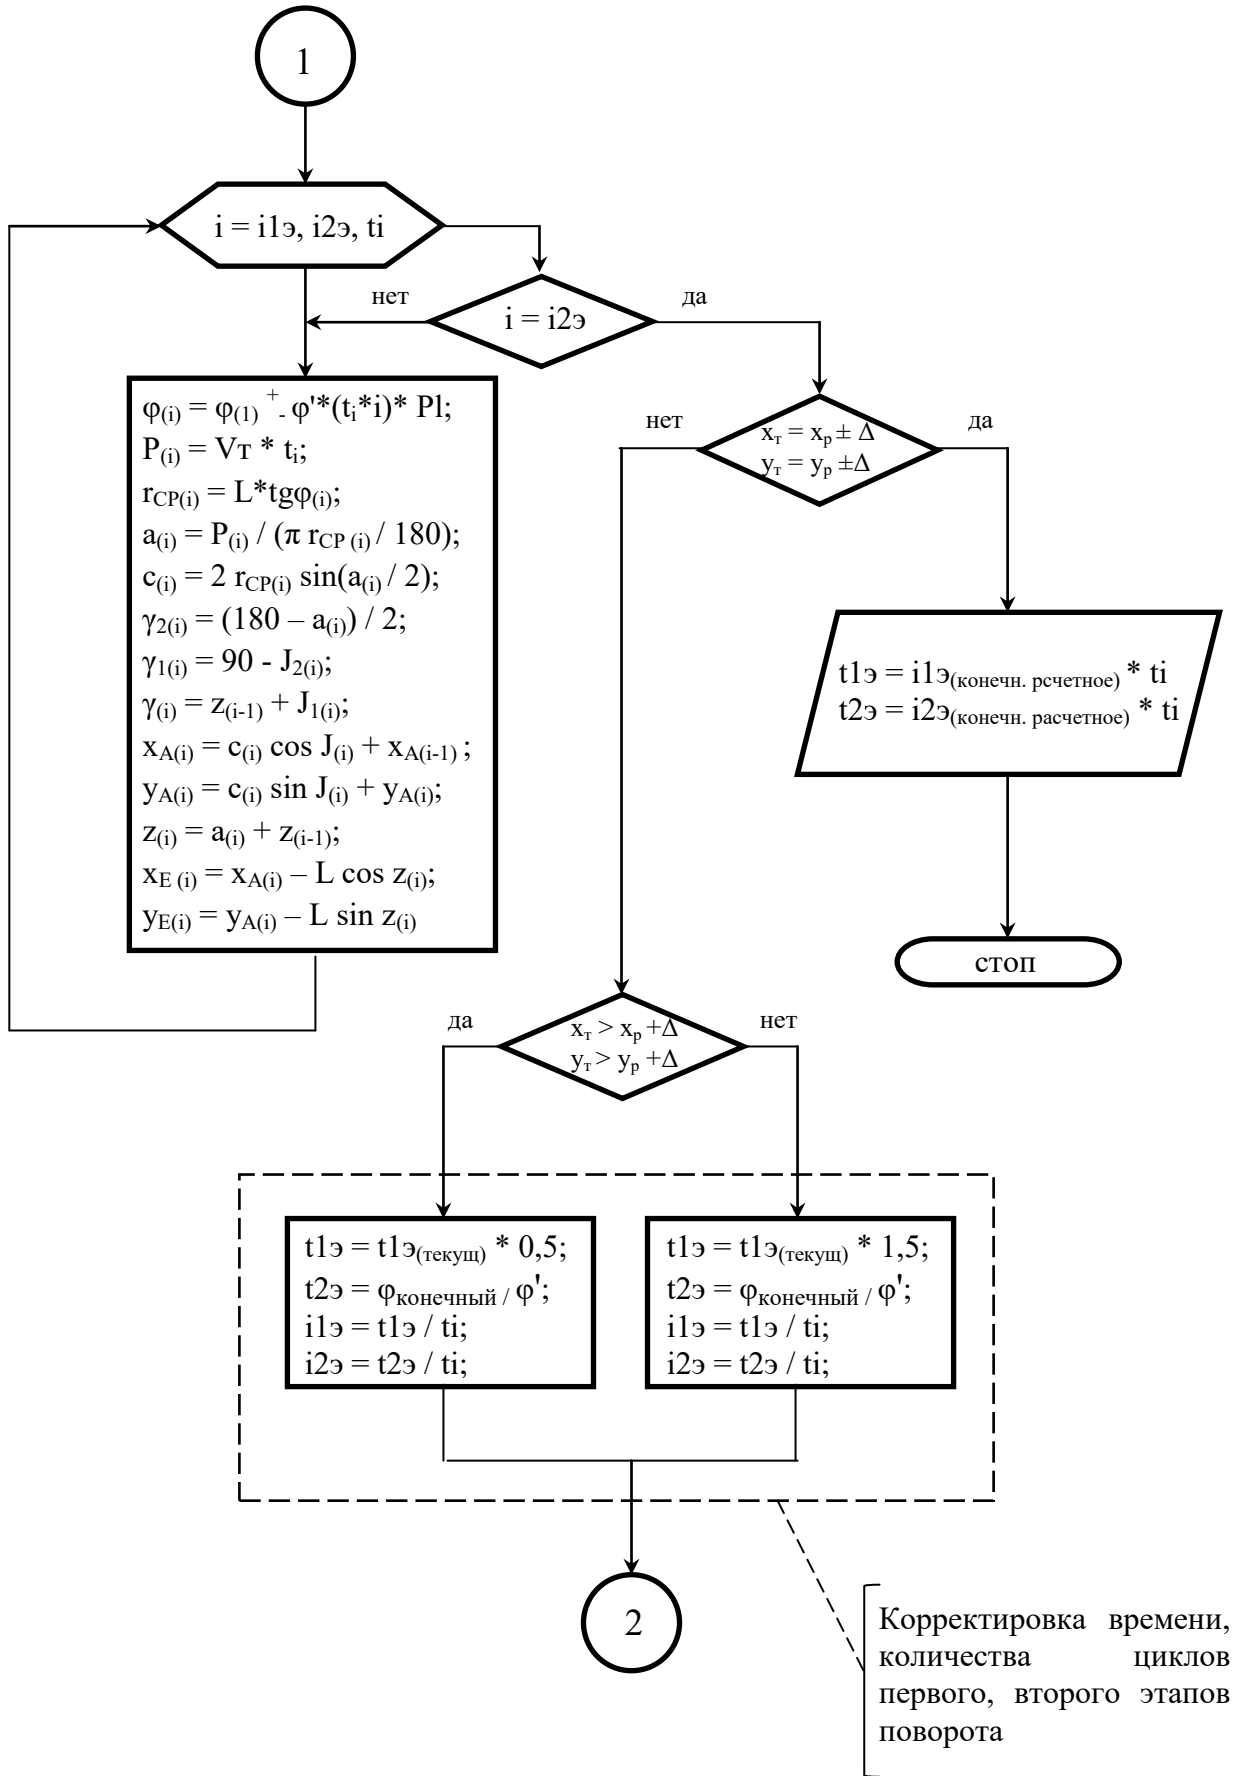 1
i = i1э, i2э, ti
нет
да
i = i2э
φ(i) = φ(1) +- φ'*(ti*i)* Pl;
P(i) = Vт * ti;
rСР(i) = L*tgφ(i);
a(i) = P(i) / (π rСР (i) / 180);
c(i) = 2 rСР(i) sin(a(i) / 2);
γ2(i) = (180 – a(i)) / 2;
γ1(i) = 90 - J2(i);
γ(i) = z(i-1) + J1(i);
xA(i) = c(i) cos J(i) + xA(i-1) ;
yA(i) = c(i) sin J(i) + yA(i);
z(i) = a(i) + z(i-1);
xE (i) = xA(i) – L cos z(i);
yE(i) = yA(i) – L sin z(i)
нет
да
xт = xр ± Δ
yт = yр ±Δ
t1э = i1э(конечн. рсчетное) * ti
t2э = i2э(конечн. расчетное) * ti
стоп
да
нет
xт > xр +Δ
yт > yр +Δ
t1э = t1э(текущ) * 0,5;
t2э = φконечный / φ';
i1э = t1э / ti;
i2э = t2э / ti;
t1э = t1э(текущ) * 1,5;
t2э = φконечный / φ';
i1э = t1э / ti;
i2э = t2э / ti;
2
Корректировка времени,
количества циклов
первого, второго этапов
поворота